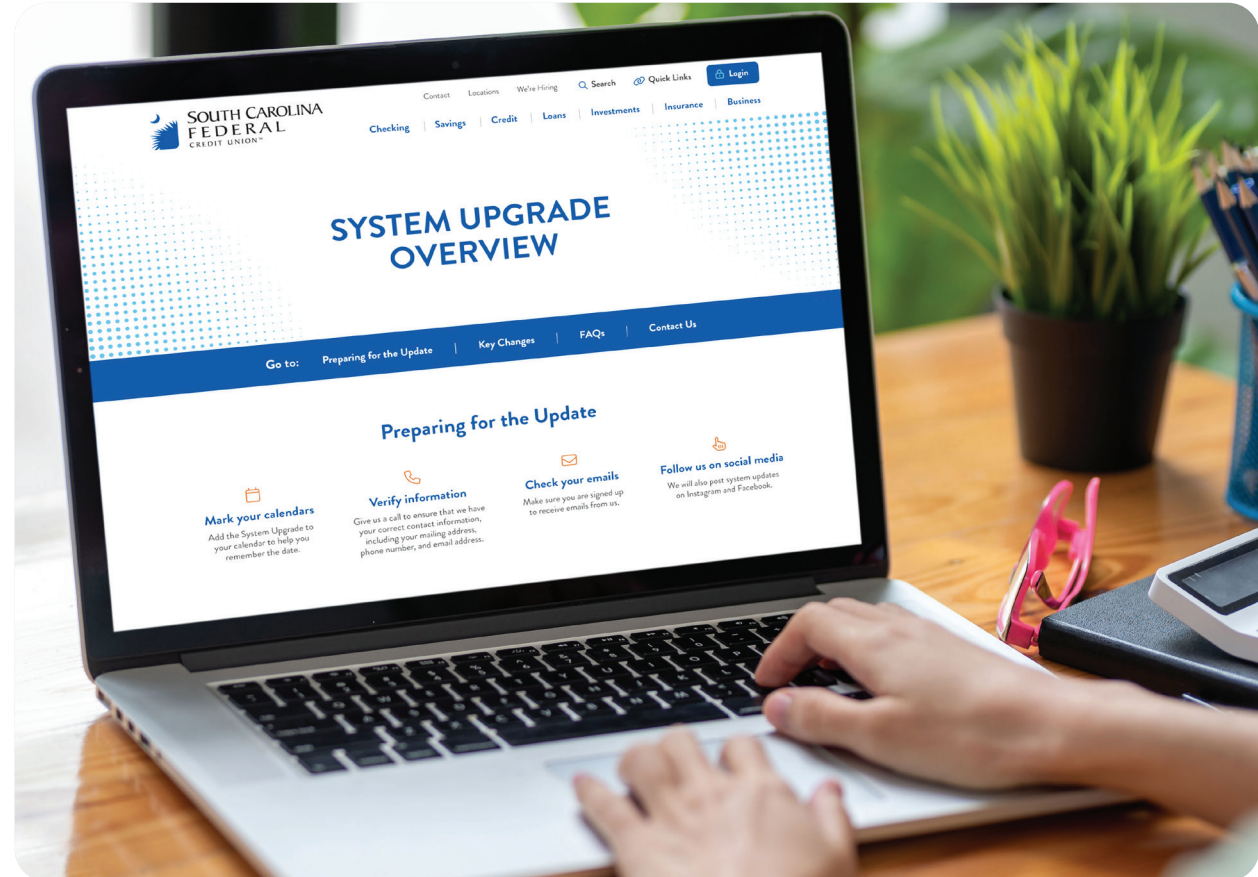 SOUTH CAROLINA
FEDERAL
CREDIT UNION™
Contact Locations We're Hiring Search Quick Links Login
Checking | Savings | Credit | Loans | Investments | Insurance | Business
SYSTEM UPGRADE
OVERVIEW
Go to: Preparing for the Update | Key Changes | FAQs | Contact Us
Preparing for the Update
Mark your calendars
Add the System Upgrade to
your calendar to help you
remember the date.
Verify information
Give us a call to ensure that we have
your correct contact information,
including your mailing address,
phone number, and email address.
Check your emails
Make sure you are signed up
to receive emails from us.
Follow us on social media
We will also post system updates
on Instagram and Facebook.